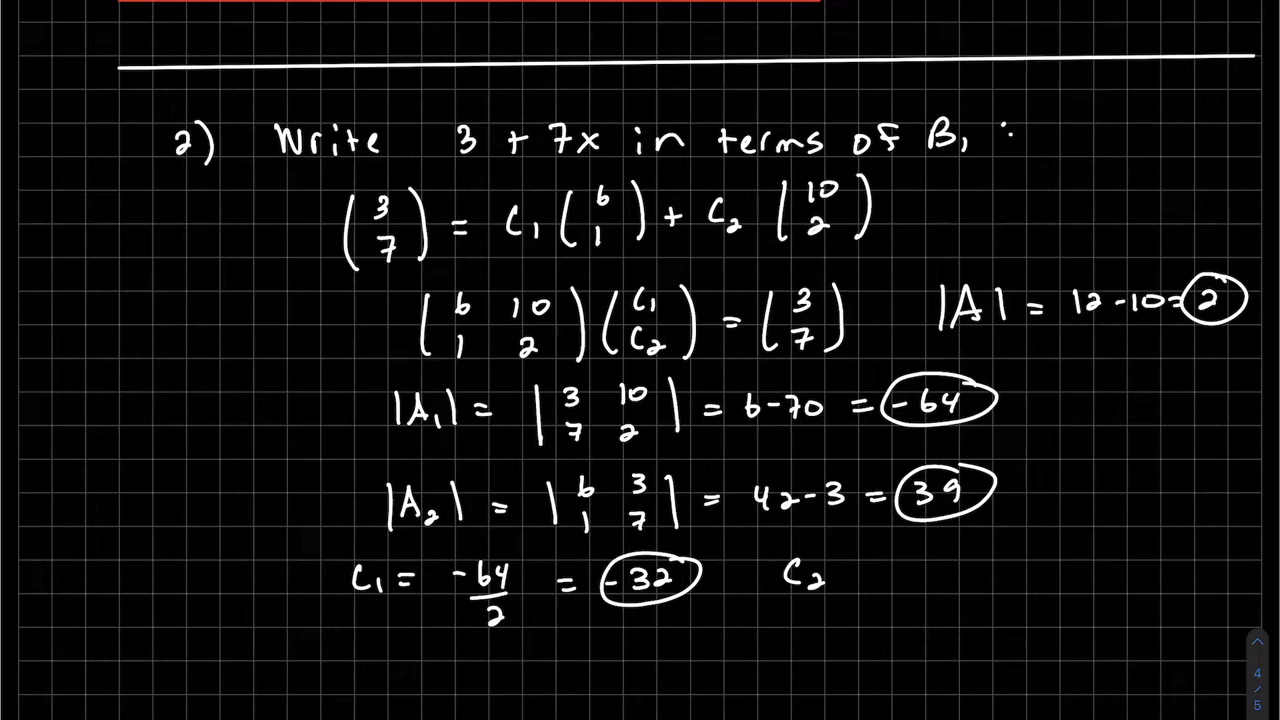 2) Write 3 + 7x in terms of B₁ :
(3 7) = C₁ (6 1) + C₂ (10 2)
(6 10 1 2) (C₁ C₂) = (3 7) |A| = 12 - 10 = 2
|A₁| = |3 10 7 2| = 6 - 70 = -64
|A₂| = |6 3 1 7| = 42 - 3 = 39
C₁ = -64/2 = -32 C₂
4/5